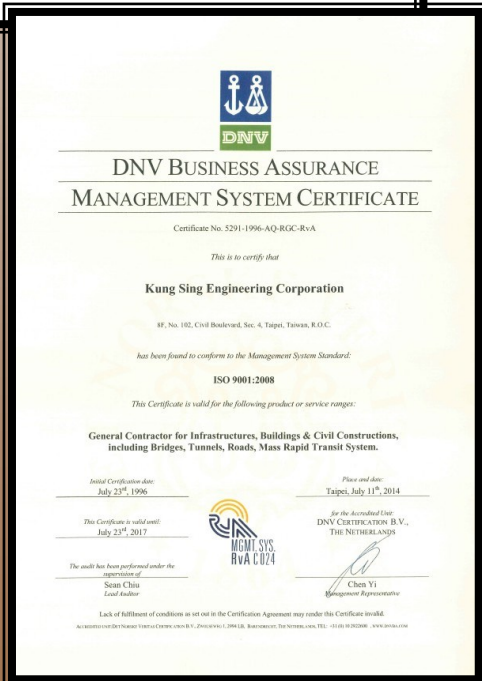 DNV
DNV BUSINESS ASSURANCE
MANAGEMENT SYSTEM CERTIFICATE
Certificate No. 5291-1996-AQ-RGC-RvA
This is to certify that
Kung Sing Engineering Corporation
8F, No. 102, Civil Boulevard, Sec. 4, Taipei, Taiwan, R.O.C.
has been found to conform to the Management System Standard:
ISO 9001:2008
This Certificate is valid for the following product or service ranges:
General Contractor for Infrastructures, Buildings & Civil Constructions,
including Bridges, Tunnels, Roads, Mass Rapid Transit System.
Initial Certification date:
July 23rd, 1996
This Certificate is valid until:
July 23rd, 2017
The audit has been performed under the
supervision of
Sean Chiu
Lead Auditor
RvA
MGMT. SYS.
RvA C 024
Place and date:
Taipei, July 11th, 2014
for the Accredited Unit:
DNV CERTIFICATION B.V.,
THE NETHERLANDS
Chen Yi
Management Representative
Lack of fulfilment of conditions as set out in the Certification Agreement may render this Certificate invalid.